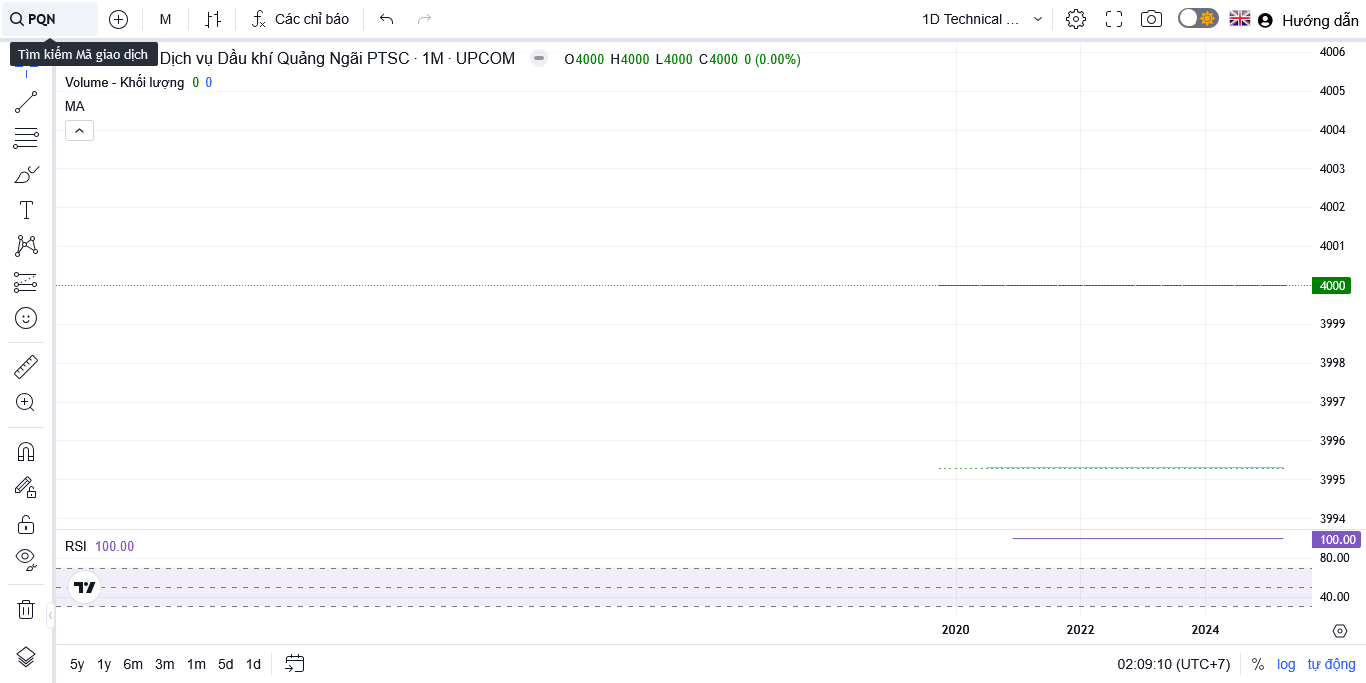 PQN
M
Các chỉ báo
1D Technical ...
Hướng dẫn
Tìm kiếm Mã giao dịch
Dịch vụ Dầu khí Quảng Ngãi PTSC · 1M · UPCOM
O4000 H4000 L4000 C4000 0 (0.00%)
Volume - Khối lượng 0 0
MA
4006
4005
4004
4003
4002
4001
4000
3999
3998
3997
3996
3995
3994
RSI 100.00
100.00
80.00
40.00
2020 2022 2024
5y 1y 6m 3m 1m 5d 1d
02:09:10 (UTC+7) % log tự động